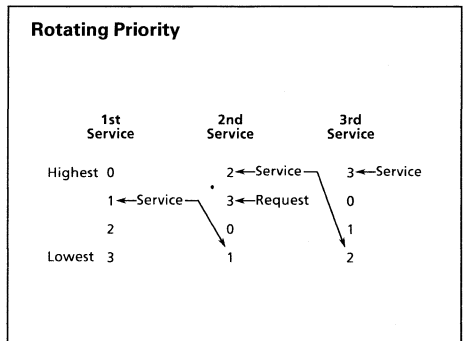 Rotating Priority
1st 2nd 3rd
Service Service Service
Highest 0 2 Service 3 Service
1 Service 3 Request 0
2 0 1
Lowest 3 1 2